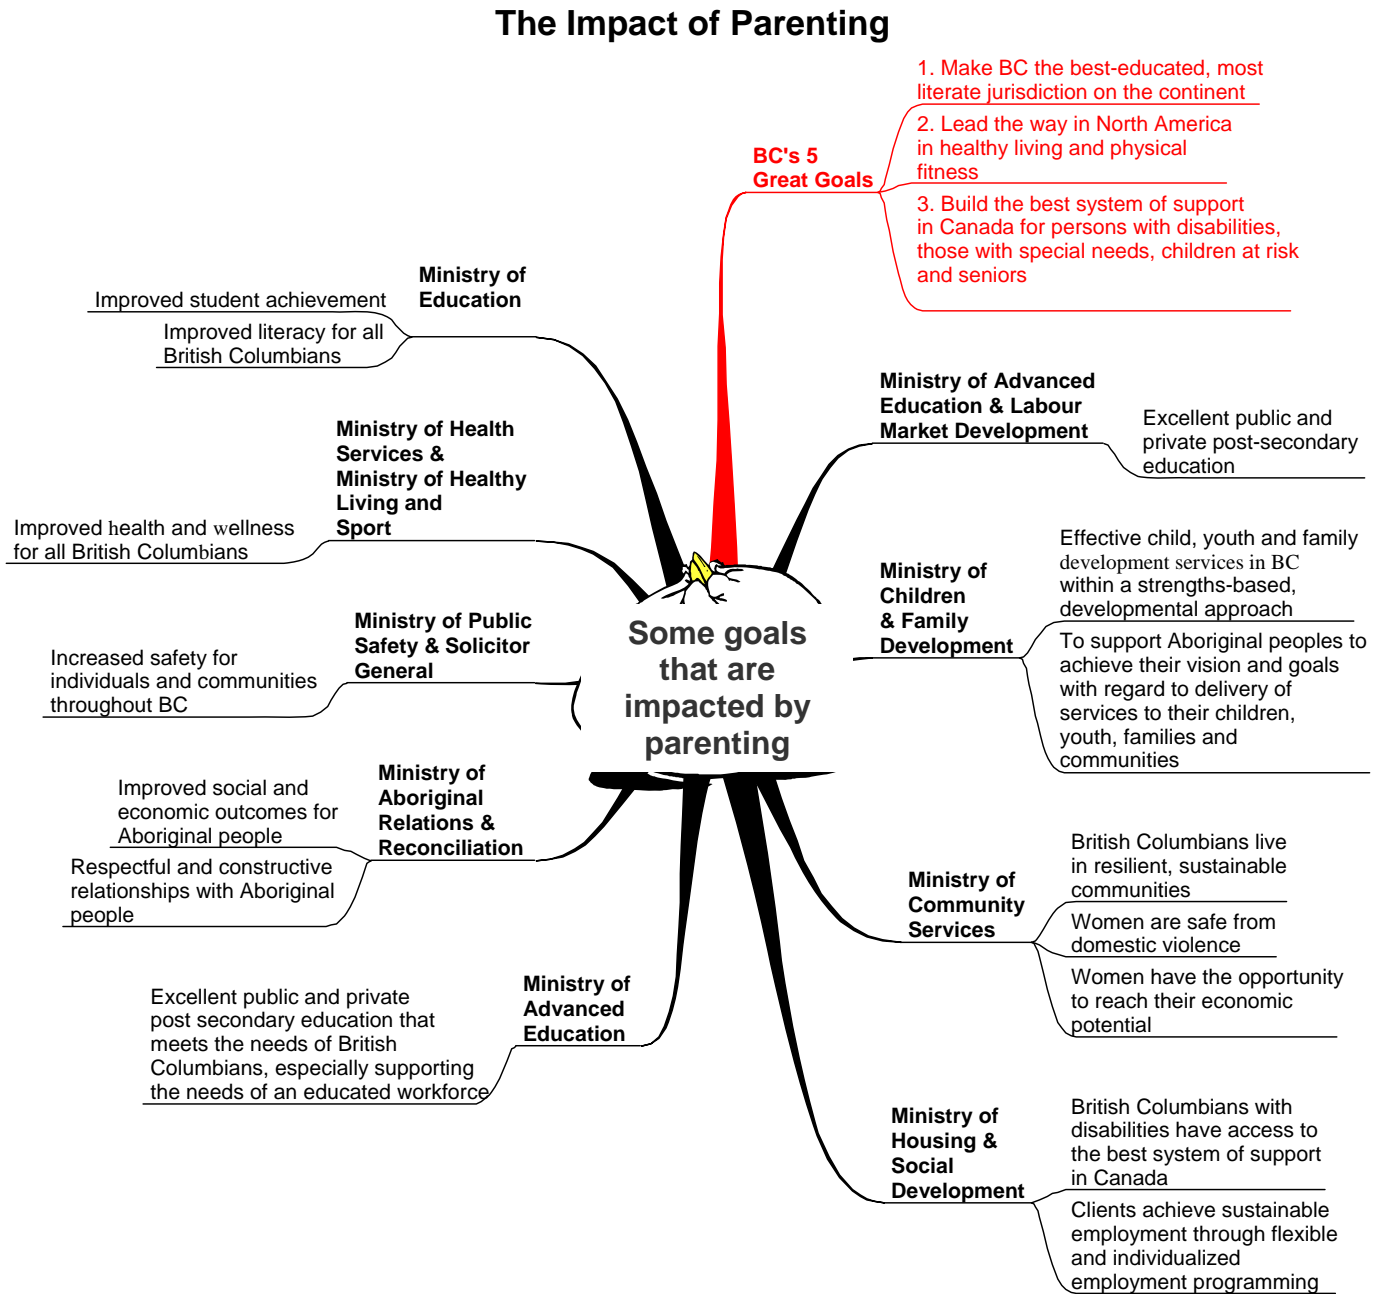 The Impact of Parenting
BC's 5
Great Goals
1. Make BC the best-educated, most
literate jurisdiction on the continent
2. Lead the way in North America
in healthy living and physical
fitness
3. Build the best system of support
in Canada for persons with disabilities,
those with special needs, children at risk
and seniors
Ministry of Advanced
Education & Labour
Market Development
Excellent public and
private post-secondary
education
Ministry of
Children
& Family
Development
Effective child, youth and family
development services in BC
within a strengths-based,
developmental approach
To support Aboriginal peoples to
achieve their vision and goals
with regard to delivery of
services to their children,
youth, families and
communities
Ministry of
Community
Services
British Columbians live
in resilient, sustainable
communities
Women are safe from
domestic violence
Women have the opportunity
to reach their economic
potential
Ministry of
Housing &
Social
Development
British Columbians with
disabilities have access to
the best system of support
in Canada
Clients achieve sustainable
employment through flexible
and individualized
employment programming
Some goals
that are
impacted by
parenting
Ministry of
Education
Improved student achievement
Improved literacy for all
British Columbians
Ministry of Health
Services &
Ministry of Healthy
Living and
Sport
Improved health and wellness
for all British Columbians
Ministry of Public
Safety & Solicitor
General
Increased safety for
individuals and communities
throughout BC
Ministry of
Aboriginal
Relations &
Reconciliation
Improved social and
economic outcomes for
Aboriginal people
Respectful and constructive
relationships with Aboriginal
people
Ministry of
Advanced
Education
Excellent public and private
post secondary education that
meets the needs of British
Columbians, especially supporting
the needs of an educated workforce